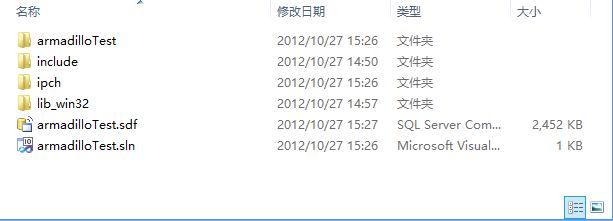 名称 修改日期 类型 大小
armadilloTest 2012/10/27 15:26 文件夹
include 2012/10/27 14:50 文件夹
ipch 2012/10/27 15:26 文件夹
lib_win32 2012/10/27 14:57 文件夹
armadilloTest.sdf 2012/10/27 15:27 SQL Server Com... 2,452 KB
armadilloTest.sln 2012/10/27 15:26 Microsoft Visual... 1 KB